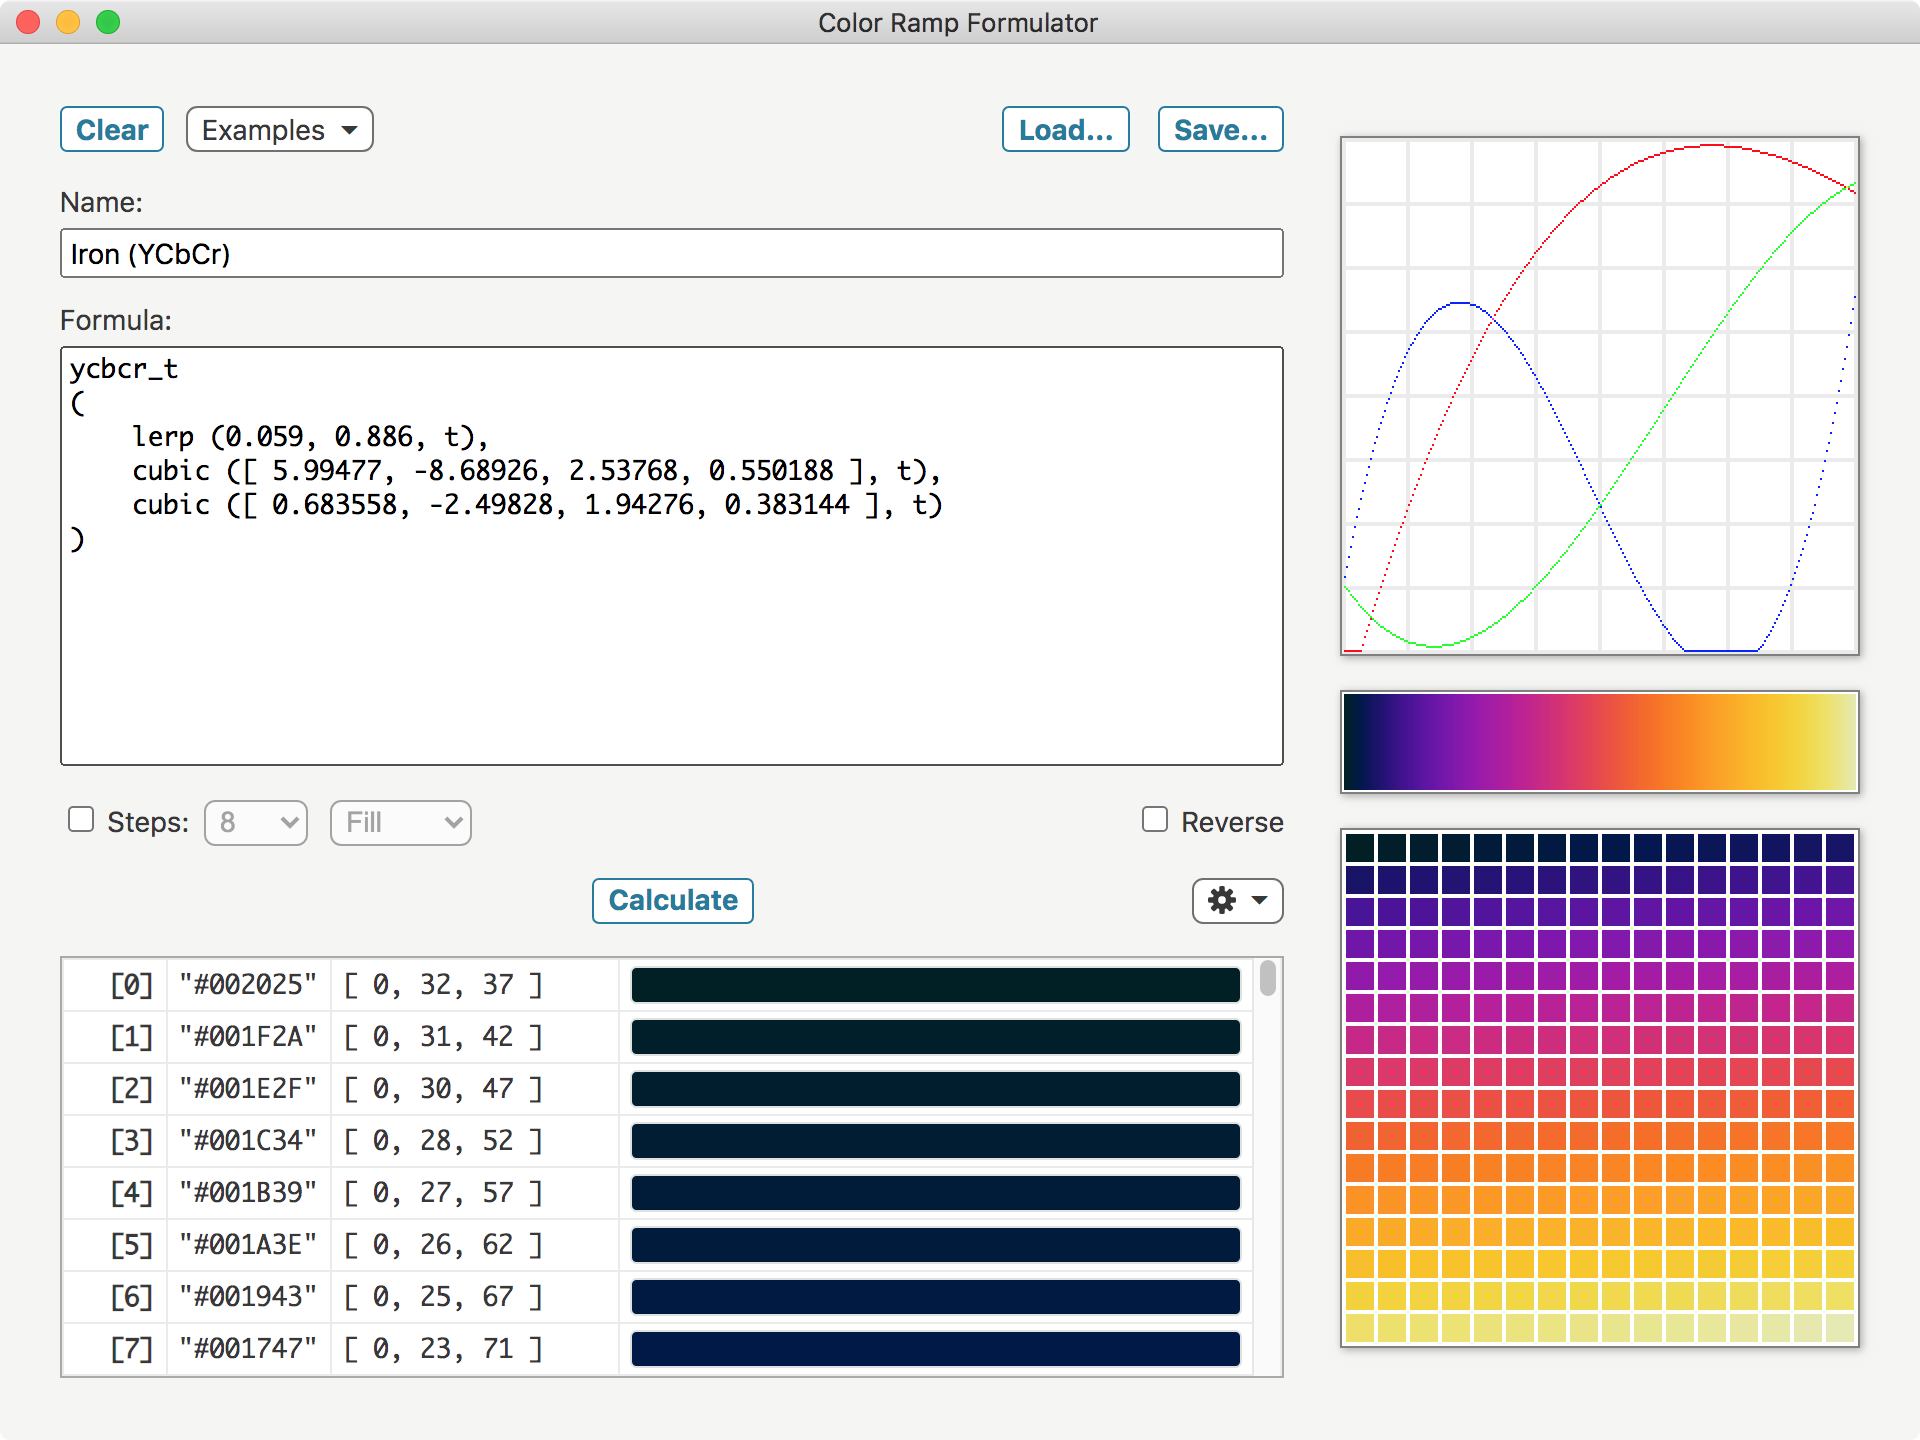 Color Ramp Formulator
Clear Examples Load... Save...
Name:
Iron (YCbCr)
Formula:
ycbcr_t
(
lerp (0.059, 0.886, t),
cubic ([ 5.99477, -8.68926, 2.53768, 0.550188 ], t),
cubic ([ 0.683558, -2.49828, 1.94276, 0.383144 ], t)
)
Steps: 8 Fill Reverse
Calculate
[0] "#002025" [ 0, 32, 37 ]
[1] "#001F2A" [ 0, 31, 42 ]
[2] "#001E2F" [ 0, 30, 47 ]
[3] "#001C34" [ 0, 28, 52 ]
[4] "#001B39" [ 0, 27, 57 ]
[5] "#001A3E" [ 0, 26, 62 ]
[6] "#001943" [ 0, 25, 67 ]
[7] "#001747" [ 0, 23, 71 ]